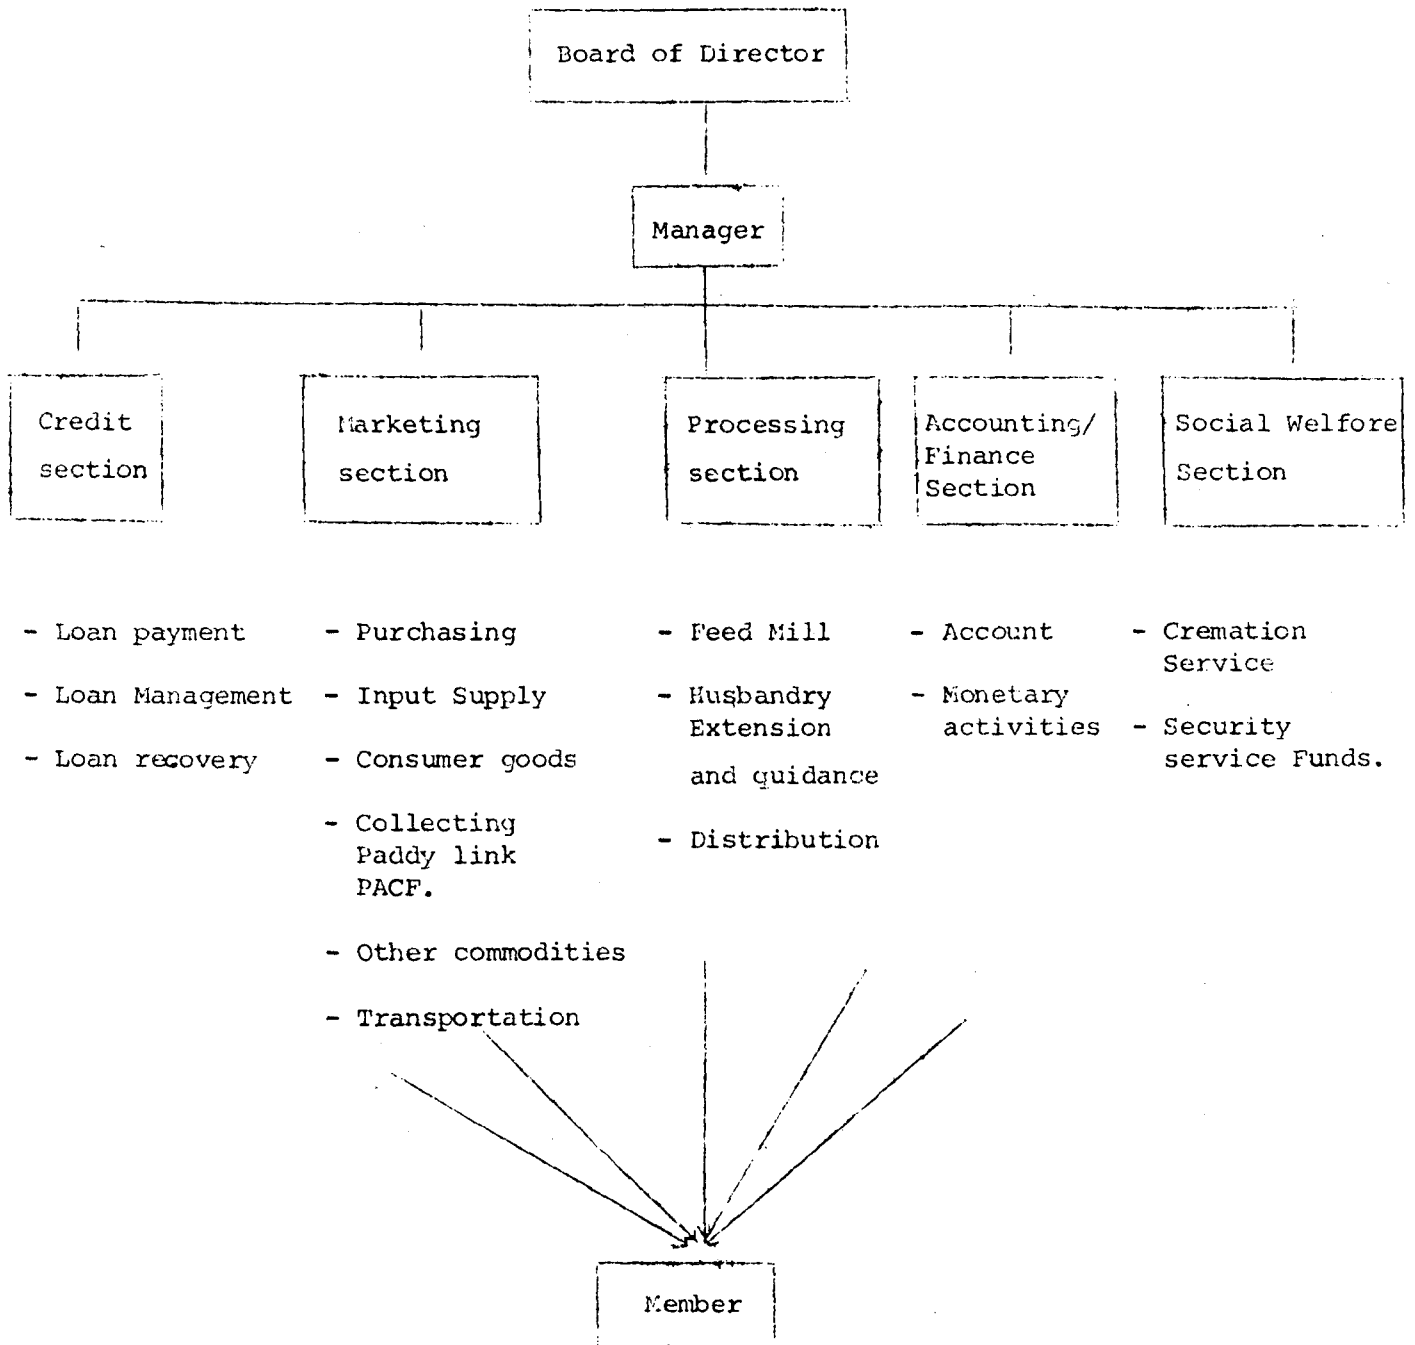 Board of Director
Manager
Credit
section
Marketing
section
Processing
section
Accounting/
Finance
Section
Social Welfore
Section
- Loan payment
- Loan Management
- Loan recovery
- Purchasing
- Input Supply
- Consumer goods
- Collecting
Paddy link
PACF.
- Other commodities
- Transportation
- Feed Mill
- Husbandry
Extension
and guidance
- Distribution
- Account
- Monetary
activities
- Cremation
Service
- Security
service Funds.
Member